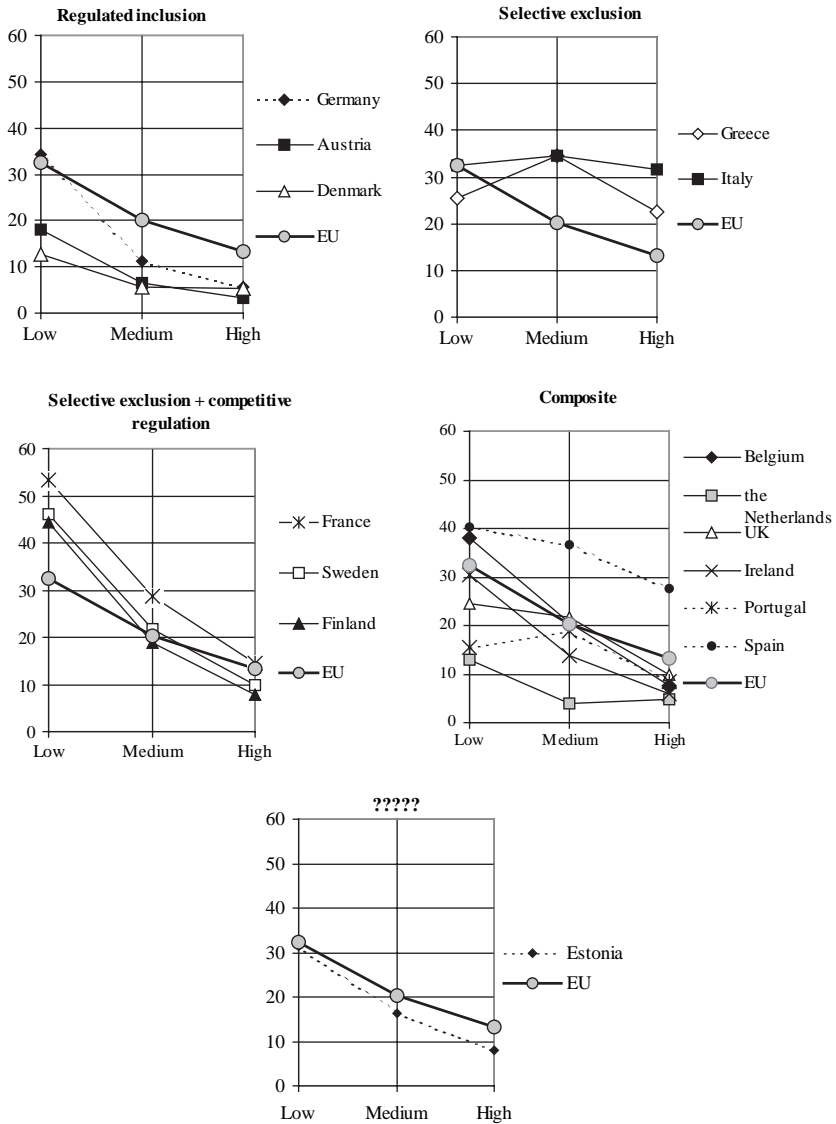 Regulated inclusion
60
50
40
30
20
10
0
Low Medium High
Germany
Austria
Denmark
EU
Selective exclusion
60
50
40
30
20
10
0
Low Medium High
Greece
Italy
EU
Selective exclusion + competitive
regulation
60
50
40
30
20
10
0
Low Medium High
France
Sweden
Finland
EU
Composite
60
50
40
30
20
10
0
Low Medium High
Belgium
the
Netherlands
UK
Ireland
Portugal
Spain
EU
?????
60
50
40
30
20
10
0
Low Medium High
Estonia
EU